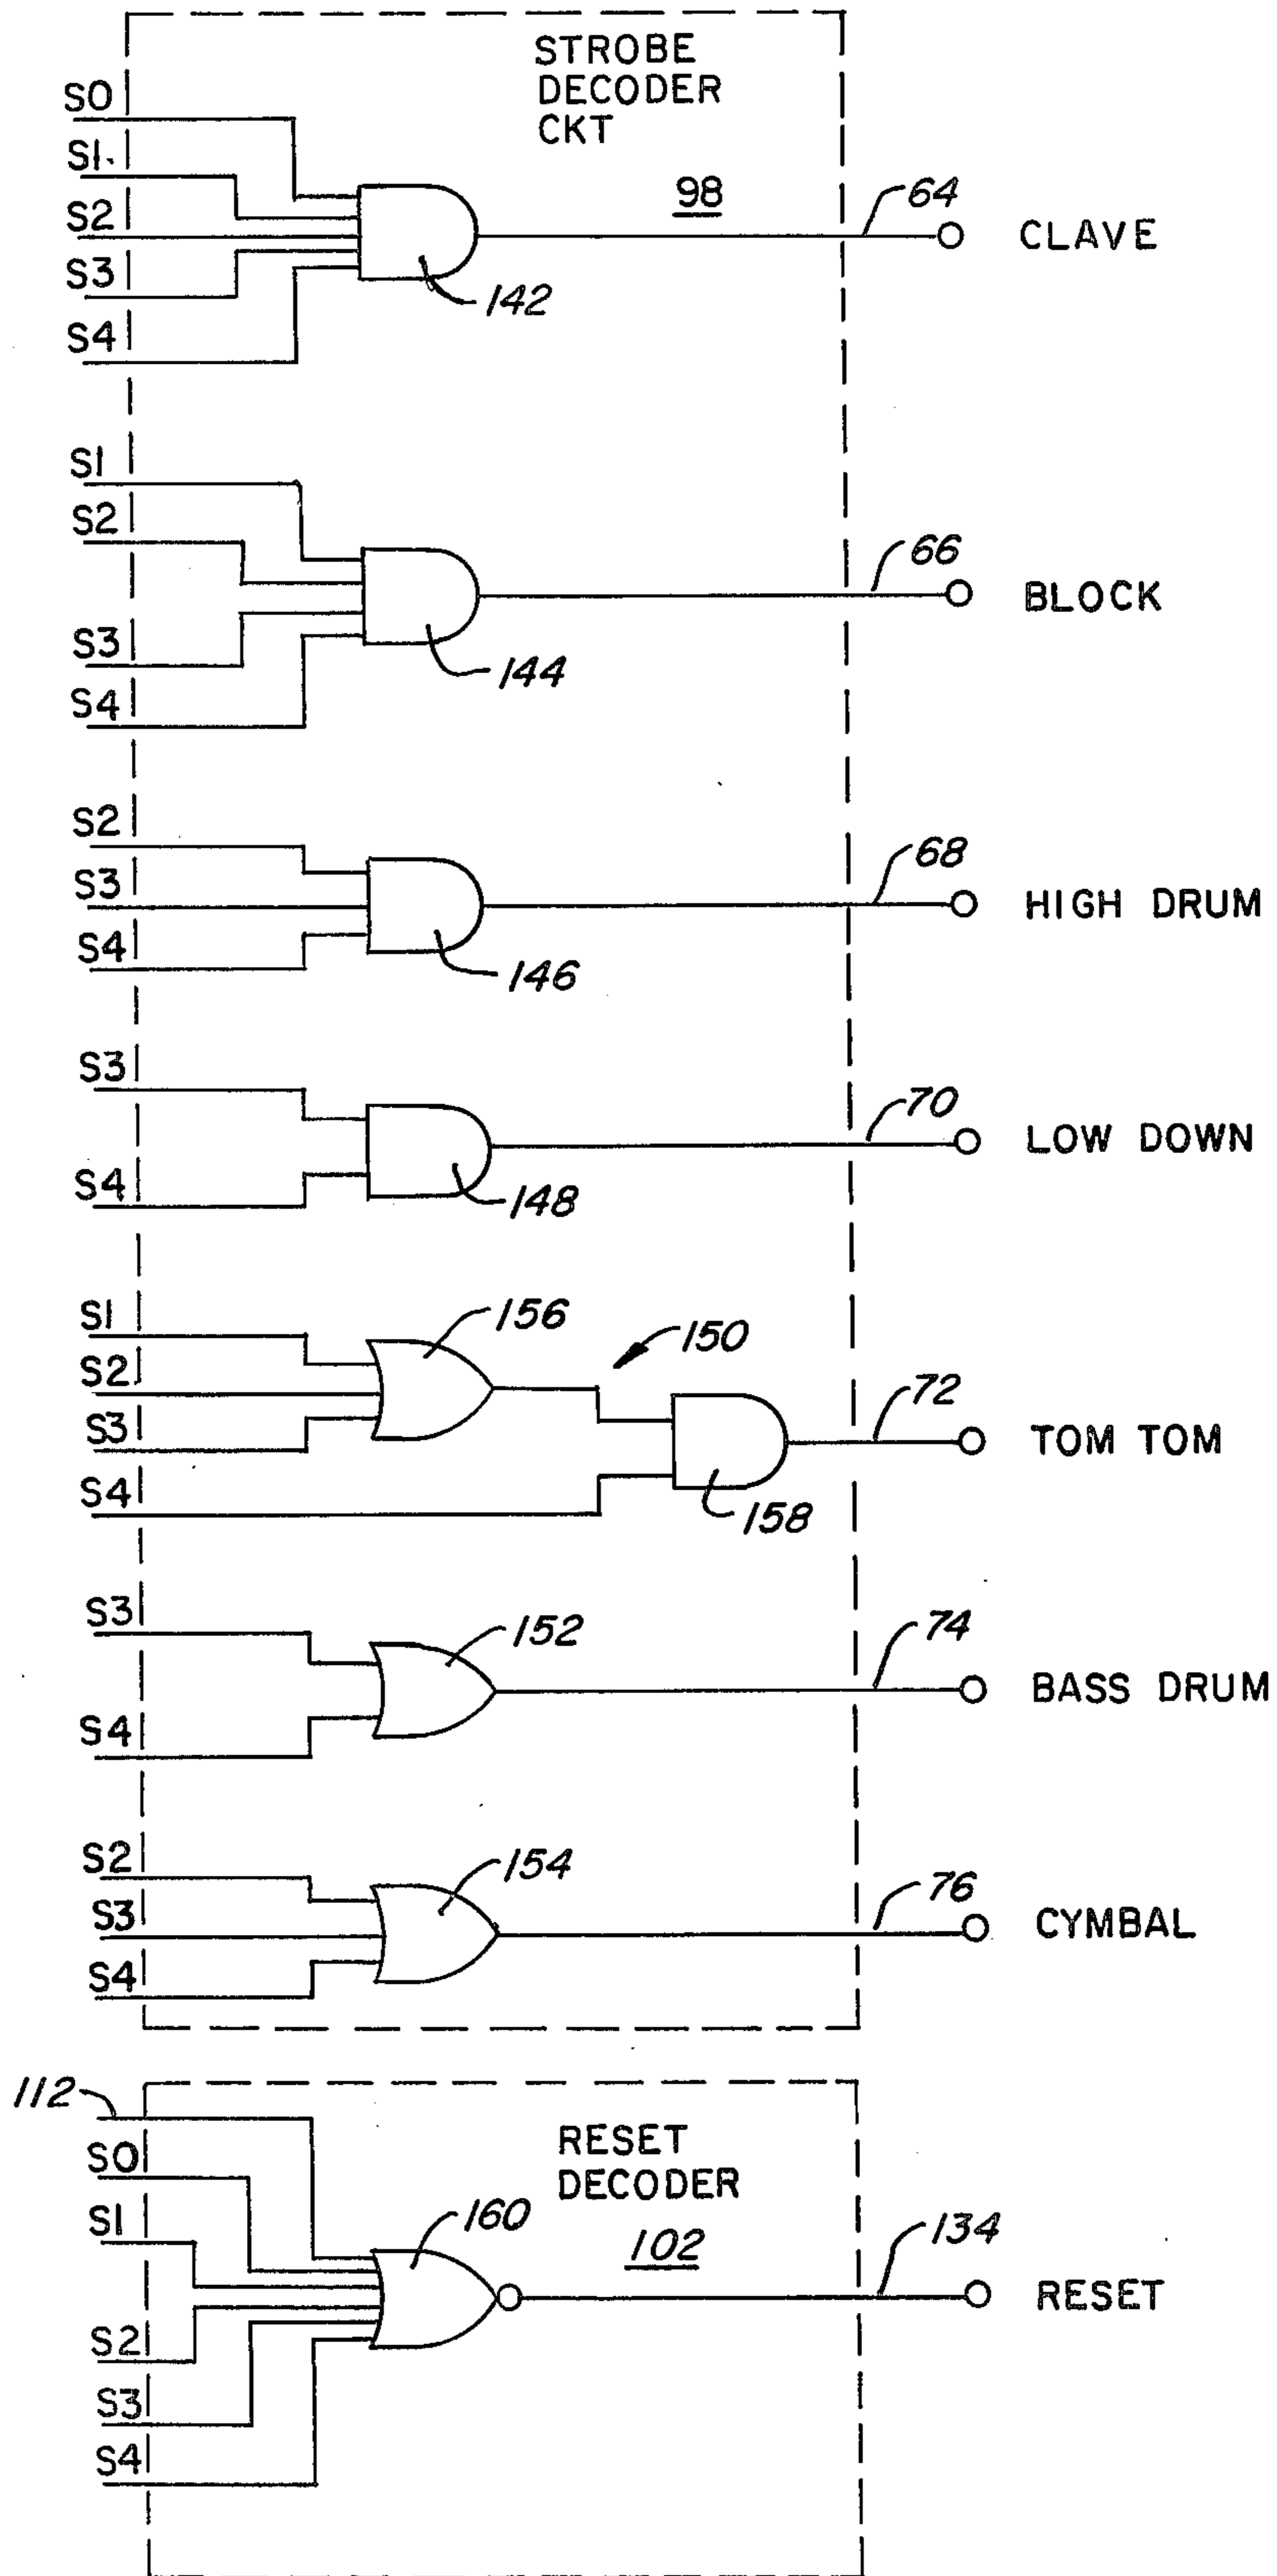 STROBE
DECODER
CKT
98
S0
S1
S2
S3
S4
142
64
CLAVE
S1
S2
S3
S4
144
66
BLOCK
S2
S3
S4
146
68
HIGH DRUM
S3
S4
148
70
LOW DOWN
S1
S2
S3
S4
156
150
158
72
TOM TOM
S3
S4
152
74
BASS DRUM
S2
S3
S4
154
76
CYMBAL
112
S0
S1
S2
S3
S4
160
RESET
DECODER
102
134
RESET